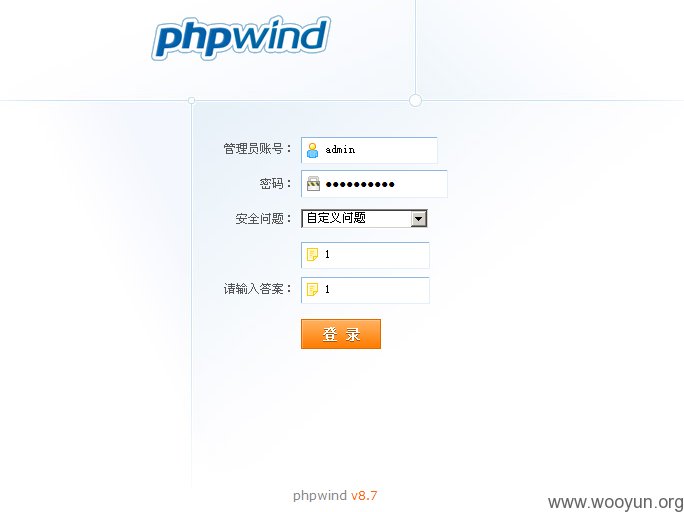 phpwind
管理员账号： admin
密码： ●●●●●●●●●●
安全问题： 自定义问题
1
请输入答案： 1
登 录
phpwind v8.7
www.wooyun.org